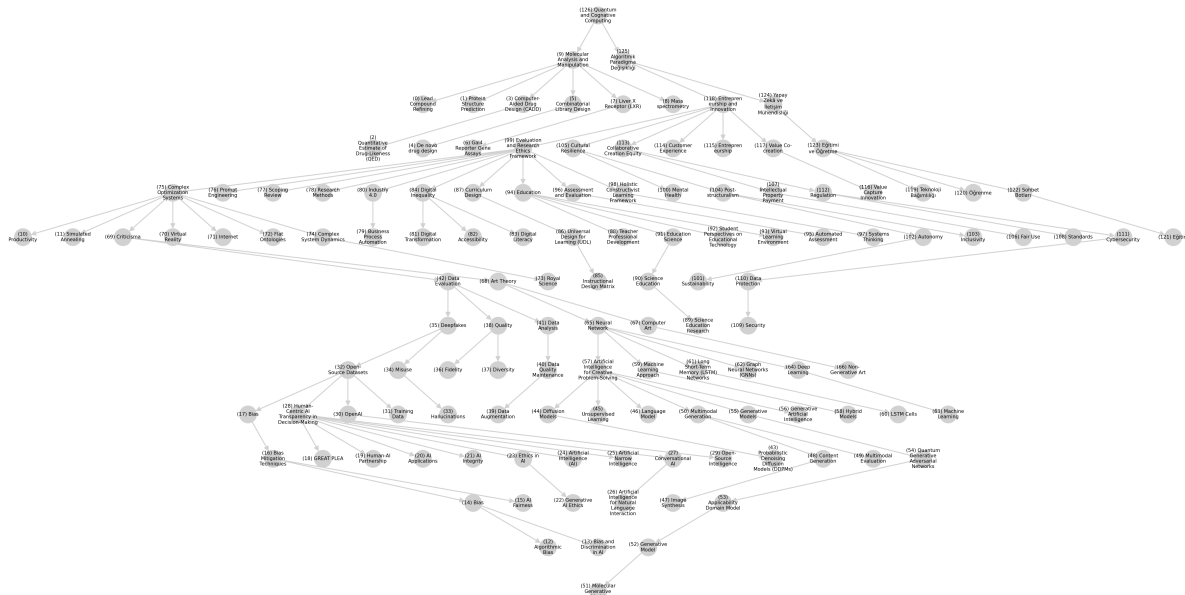 (126) Quantum
and Cognitive
Computing
(9) Molecular
Analysis and
Manipulation
(125)
Algoritmik
Paradigma
Değişikliği
(0) Lead
Compound
Refining
(1) Protein
Structure
Prediction
(3) Computer-
Aided Drug
Design (CADD)
(5)
Combinatorial
Library Design
(7) Liver X
Receptor (LXR)
(8) Mass
spectrometry
(118) Entrepren
eurship and
Innovation
(124) Yapay
Zekâ ve
İletişim
Mühendisliği
(2)
Quantitative
Estimate of
Drug-Likeness
(QED)
(4) De novo
drug design
(6) Gal4
Reporter Gene
Assays
(99) Evaluation
and Research
Ethics
Framework
(105) Cultural
Resilience
(113)
Collaborative
Creation Equity
(114) Customer
Experience
(115) Entrepren
eurship
(117) Value Co-
creation
(123) Eğitim
ve Öğretme
(75) Complex
Optimization
Systems
(76) Prompt
Engineering
(77) Scoping
Review
(78) Research
Methods
(80) Industry
4.0
(84) Digital
Inequality
(87) Curriculum
Design
(94) Education
(96) Assessment
and Evaluation
(98) Holistic
Constructivist
Learning
Framework
(100) Mental
Health
(104) Post-
structuralism
(107)
Intellectual
Property
Payment
(112)
Regulation
(116) Value
Capture
Innovation
(119) Teknoloji
Bağımlılığı
(120) Öğrenme
(122) Sohbet
Botları
(10)
Productivity
(11) Simulated
Annealing
(69) Criticisma
(70) Virtual
Reality
(71) Internet
(72) Flat
Ontologies
(74) Complex
System Dynamics
(79) Business
Process
Automation
(81) Digital
Transformation
(82)
Accessibility
(83) Digital
Literacy
(86) Universal
Design for
Learning (UDL)
(88) Teacher
Professional
Development
(91) Education
Science
(92) Student
Perspectives on
Educational
Technology
(93) Virtual
Learning
Environment
(95) Automated
Assessment
(97) Systems
Thinking
(102) Autonomy
(103)
Inclusivity
(106) Fair Use
(108) Standards
(111)
Cybersecurity
(42) Data
Evaluation
(68) Art Theory
(73) Royal
Science
(85)
Instructional
Design Matrix
(90) Science
Education
(101)
Sustainability
(110) Data
Protection
(35) Deepfakes
(38) Quality
(41) Data
Analysis
(65) Neural
Network
(67) Computer
Art
(89) Science
Education
Research
(109) Security
(32) Open-
Source Datasets
(34) Misuse
(36) Fidelity
(37) Diversity
(40) Data
Quality
Maintenance
(57) Artificial
Intelligence
for Creative
Problem-Solving
(59) Machine
Learning
Approach
(61) Long
Short-Term
Memory (LSTM)
Networks
(62) Graph
Neural Networks
(GNNs)
(64) Deep
Learning
(66) Non-
Generative Art
(17) Bias
(28) Human-
Centric AI
Transparency in
Decision-Making
(30) OpenAI
(31) Training
Data
(33)
Hallucinations
(39) Data
Augmentation
(44) Diffusion
Model
(45)
Unsupervised
Learning
(46) Language
Model
(50) Multimodal
Generation
(55) Generative
Models
(56) Generative
Artificial
Intelligence
(58) Hybrid
Models
(60) LSTM Cells
(63) Machine
Learning
(16) Bias
Mitigation
Techniques
(18) GREAT PLEA
(19) Human-AI
Partnership
(20) AI
Applications
(21) AI
Integrity
(23) Ethics in
AI
(24) Artificial
Intelligence
(AI)
(25) Artificial
Narrow
Intelligence
(27)
Conversational
AI
(29) Open-
Source Intelligence
(43)
Probabilistic
Denoising
Diffusion
Models (DDPMs)
(48) Content
Generation
(49) Multimodal
Evaluation
(54) Quantum
Generative
Adversarial
Networks
(14) Bias
(15) AI
Fairness
(22) Generative
AI Ethics
(26) Artificial
Intelligence
for Natural
Language
Interaction
(47) Image
Synthesis
(53)
Applicability
Domain Model
(12)
Algorithmic
Bias
(13) Bias and
Discrimination
in AI
(52) Generative
Model
(51) Molecular
Generative